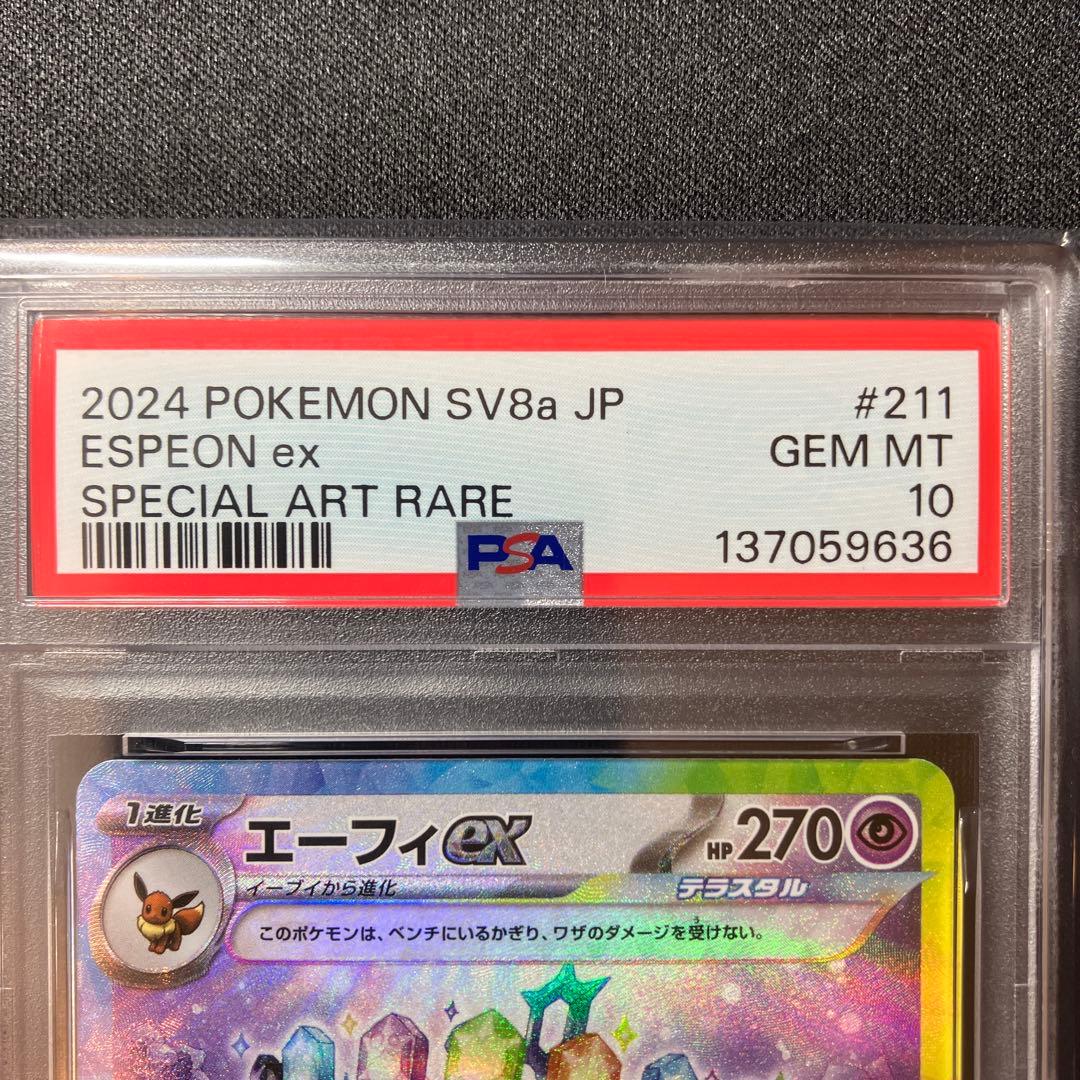 2024 POKEMON SV8a JP #211
ESPEON ex GEM MT
SPECIAL ART RARE 10
PSA 137059636
1進化 エーフィex HP270
イーブイから進化 テラスタル
このポケモンは、ベンチにいるかぎり、ワザのダメージを受けない。